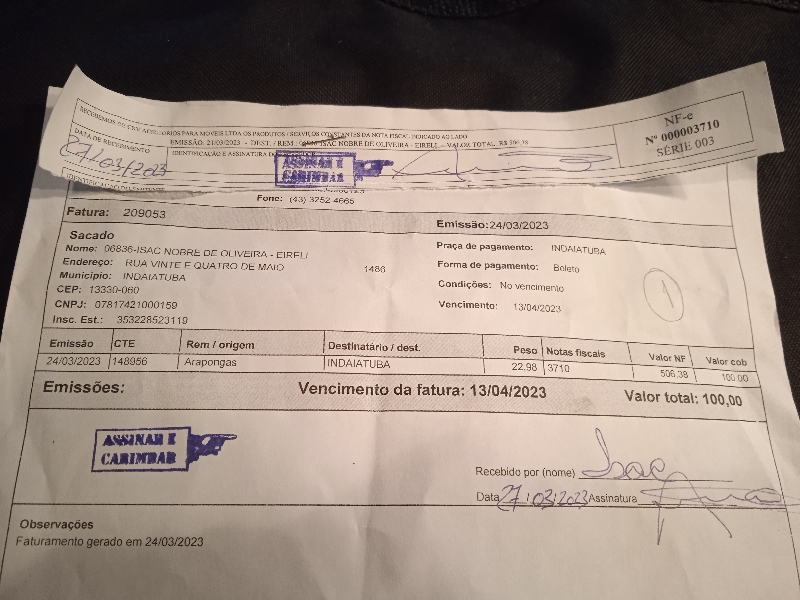 RECEBEMOS DE ACESSORIOS PARA MOVEIS LTDA OS PRODUTOS / SERVIÇOS CONSTANTES DA NOTA FISCAL INDICADO AO LADO
EMISSÃO: 21/03/2023 - DEST. / REM.: ISAC NOBRE DE OLIVEIRA - EIRELI - VALOR TOTAL: R$ 506,38
DATA DE RECEBIMENTO
27/03/2023
IDENTIFICAÇÃO E ASSINATURA
ASSINAR E
CARIMBAR
NF-e
Nº 000003710
SÉRIE 003
Fone: (43) 3252-4665
Fatura: 209053
Emissão:24/03/2023
Sacado
Nome: 06836-ISAC NOBRE DE OLIVEIRA - EIRELI
Endereço: RUA VINTE E QUATRO DE MAIO 1486
Município: INDAIATUBA
CEP: 13330-060
CNPJ: 07817421000159
Insc. Est.: 353228523119
Praça de pagamento: INDAIATUBA
Forma de pagamento: Boleto
Condições: No vencimento
Vencimento: 13/04/2023
1
Emissão CTE Rem / origem Destinatário / dest. Peso Notas fiscais Valor NF Valor cob
24/03/2023 148956 Arapongas INDAIATUBA 22,98 3710 506,38 100,00
Emissões: Vencimento da fatura: 13/04/2023 Valor total: 100,00
ASSINAR E
CARIMBAR
Recebido por (nome) Isac
Data 27/03/2023 Assinatura
Observações
Faturamento gerado em 24/03/2023